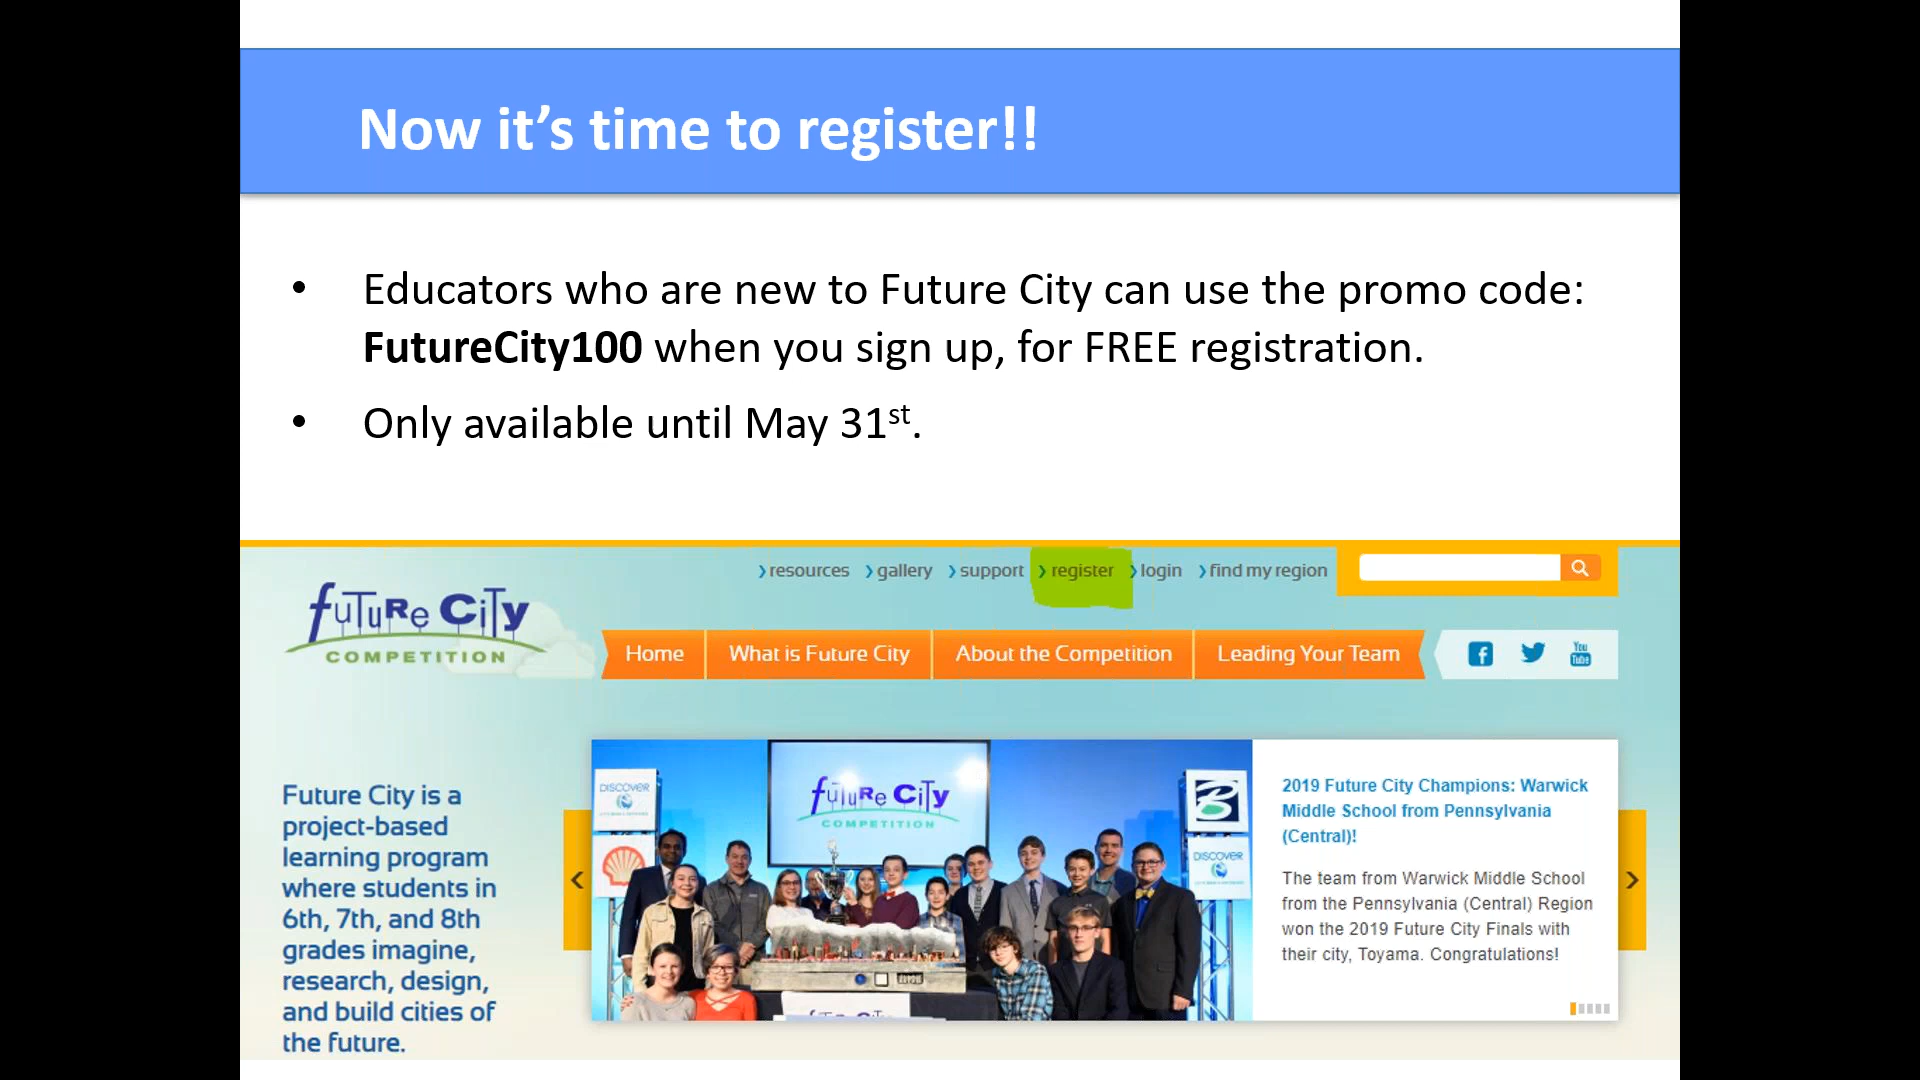 Now it’s time to register!!
• Educators who are new to Future City can use the promo code:
FutureCity100 when you sign up, for FREE registration.
• Only available until May 31st.
resources gallery support register login find my region
FuTuRe CiTy
COMPETITION
Home What is Future City About the Competition Leading Your Team
You
Tube
Future City is a
project-based
learning program
where students in
6th, 7th, and 8th
grades imagine,
research, design,
and build cities of
the future.
DISCOVER
FuTuRe CiTy
COMPETITION
DISCOVER
2019 Future City Champions: Warwick
Middle School from Pennsylvania
(Central)!
The team from Warwick Middle School
from the Pennsylvania (Central) Region
won the 2019 Future City Finals with
their city, Toyama. Congratulations!